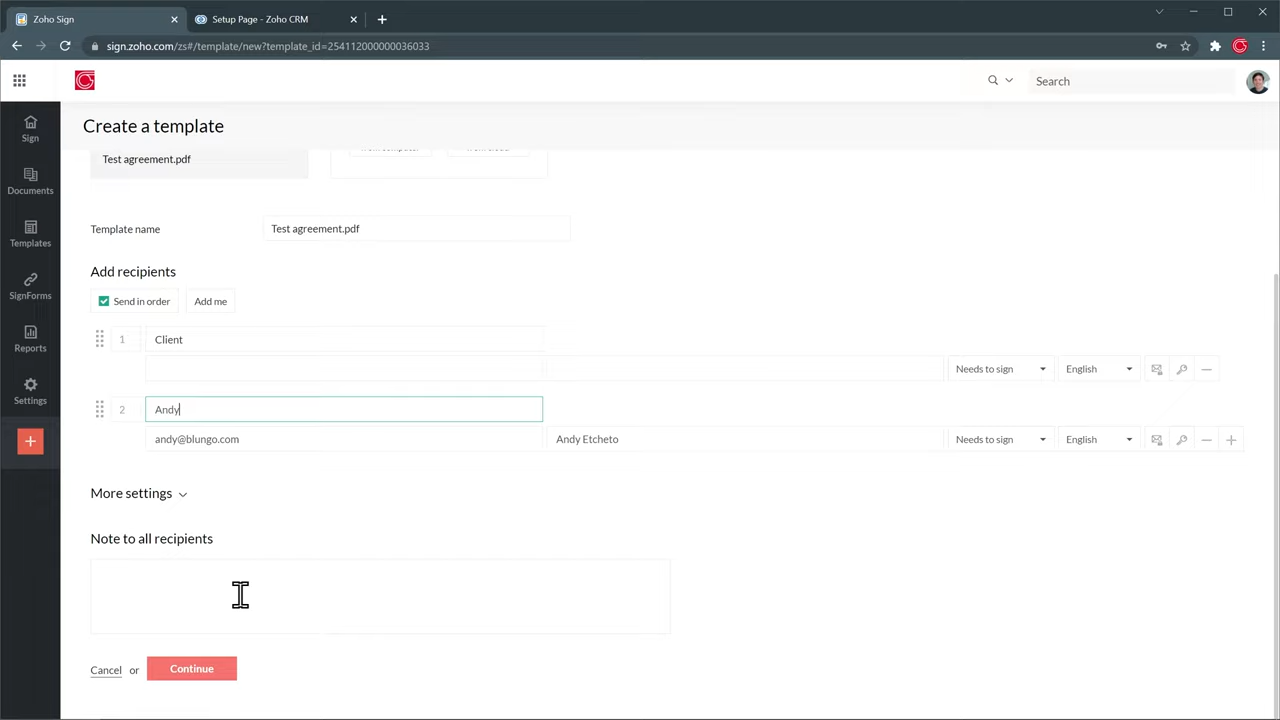 Zoho Sign
Setup Page - Zoho CRM
sign.zoho.com/zs#/template/new?template_id=254112000000036033
Search
Sign
Create a template
Test agreement.pdf
Documents
Template name
Test agreement.pdf
Templates
Add recipients
SignForms
Send in order
Add me
1
Client
Reports
Needs to sign
English
Settings
2
Andy
andy@blungo.com
Andy Etcheto
Needs to sign
English
More settings
Note to all recipients
Cancel or
Continue